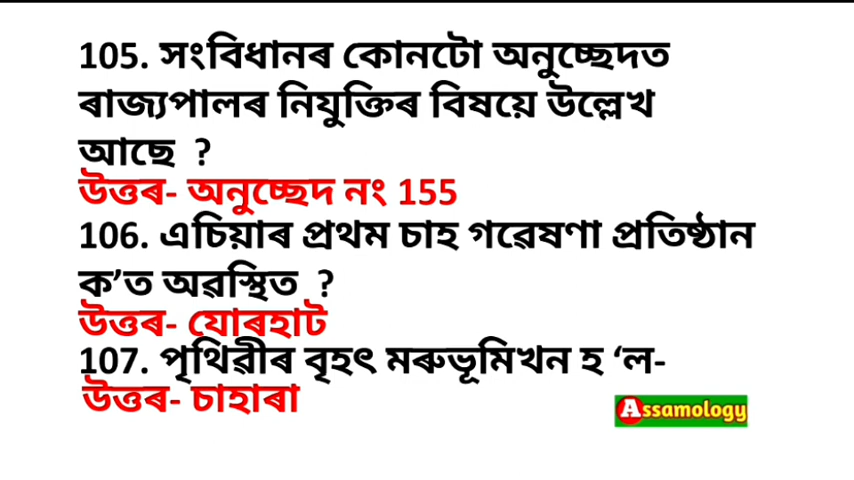 105. সংবিধানৰ কোনটো অনুচ্ছেদত
ৰাজ্যপালৰ নিযুক্তিৰ বিষয়ে উল্লেখ
আছে ?
উত্তৰ- অনুচ্ছেদ নং 155
106. এচিয়াৰ প্ৰথম চাহ গৱেষণা প্ৰতিষ্ঠান
ক’ত অৱস্থিত ?
উত্তৰ- যোৰহাট
107. পৃথিৱীৰ বৃহৎ মৰুভূমিখন হ ‘ল-
উত্তৰ- চাহাৰা
Assamology